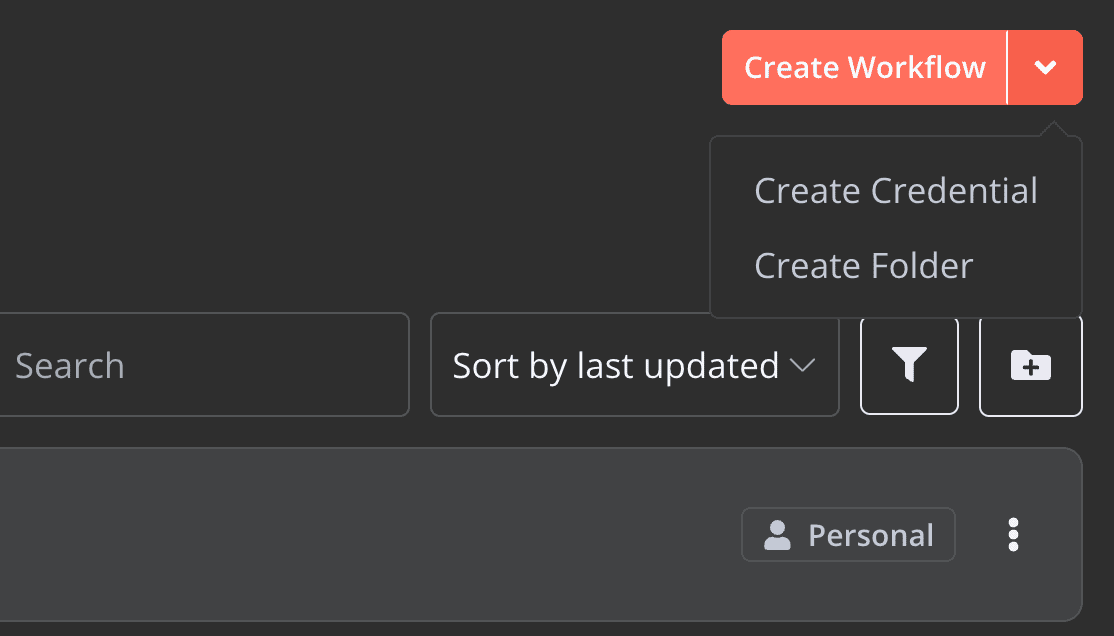 Create Workflow
Create Credential
Create Folder
Search
Sort by last updated
Personal